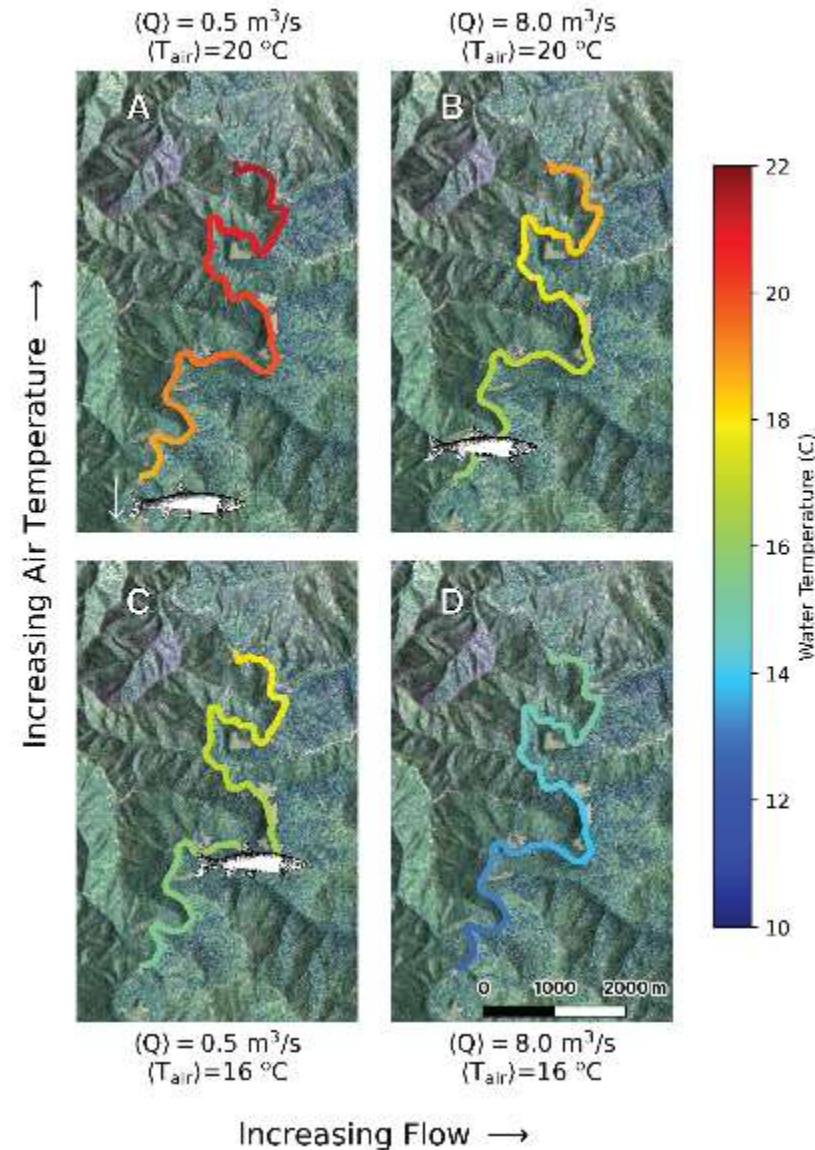 ⟨Q⟩ = 0.5 m³/s
⟨T_air⟩=20 °C
⟨Q⟩ = 8.0 m³/s
⟨T_air⟩=20 °C
A
B
22
20
18
16
14
12
10
Water Temperature (C)
Increasing Air Temperature →
C
D
0 1000 2000 m
⟨Q⟩ = 0.5 m³/s
⟨T_air⟩=16 °C
⟨Q⟩ = 8.0 m³/s
⟨T_air⟩=16 °C
Increasing Flow →